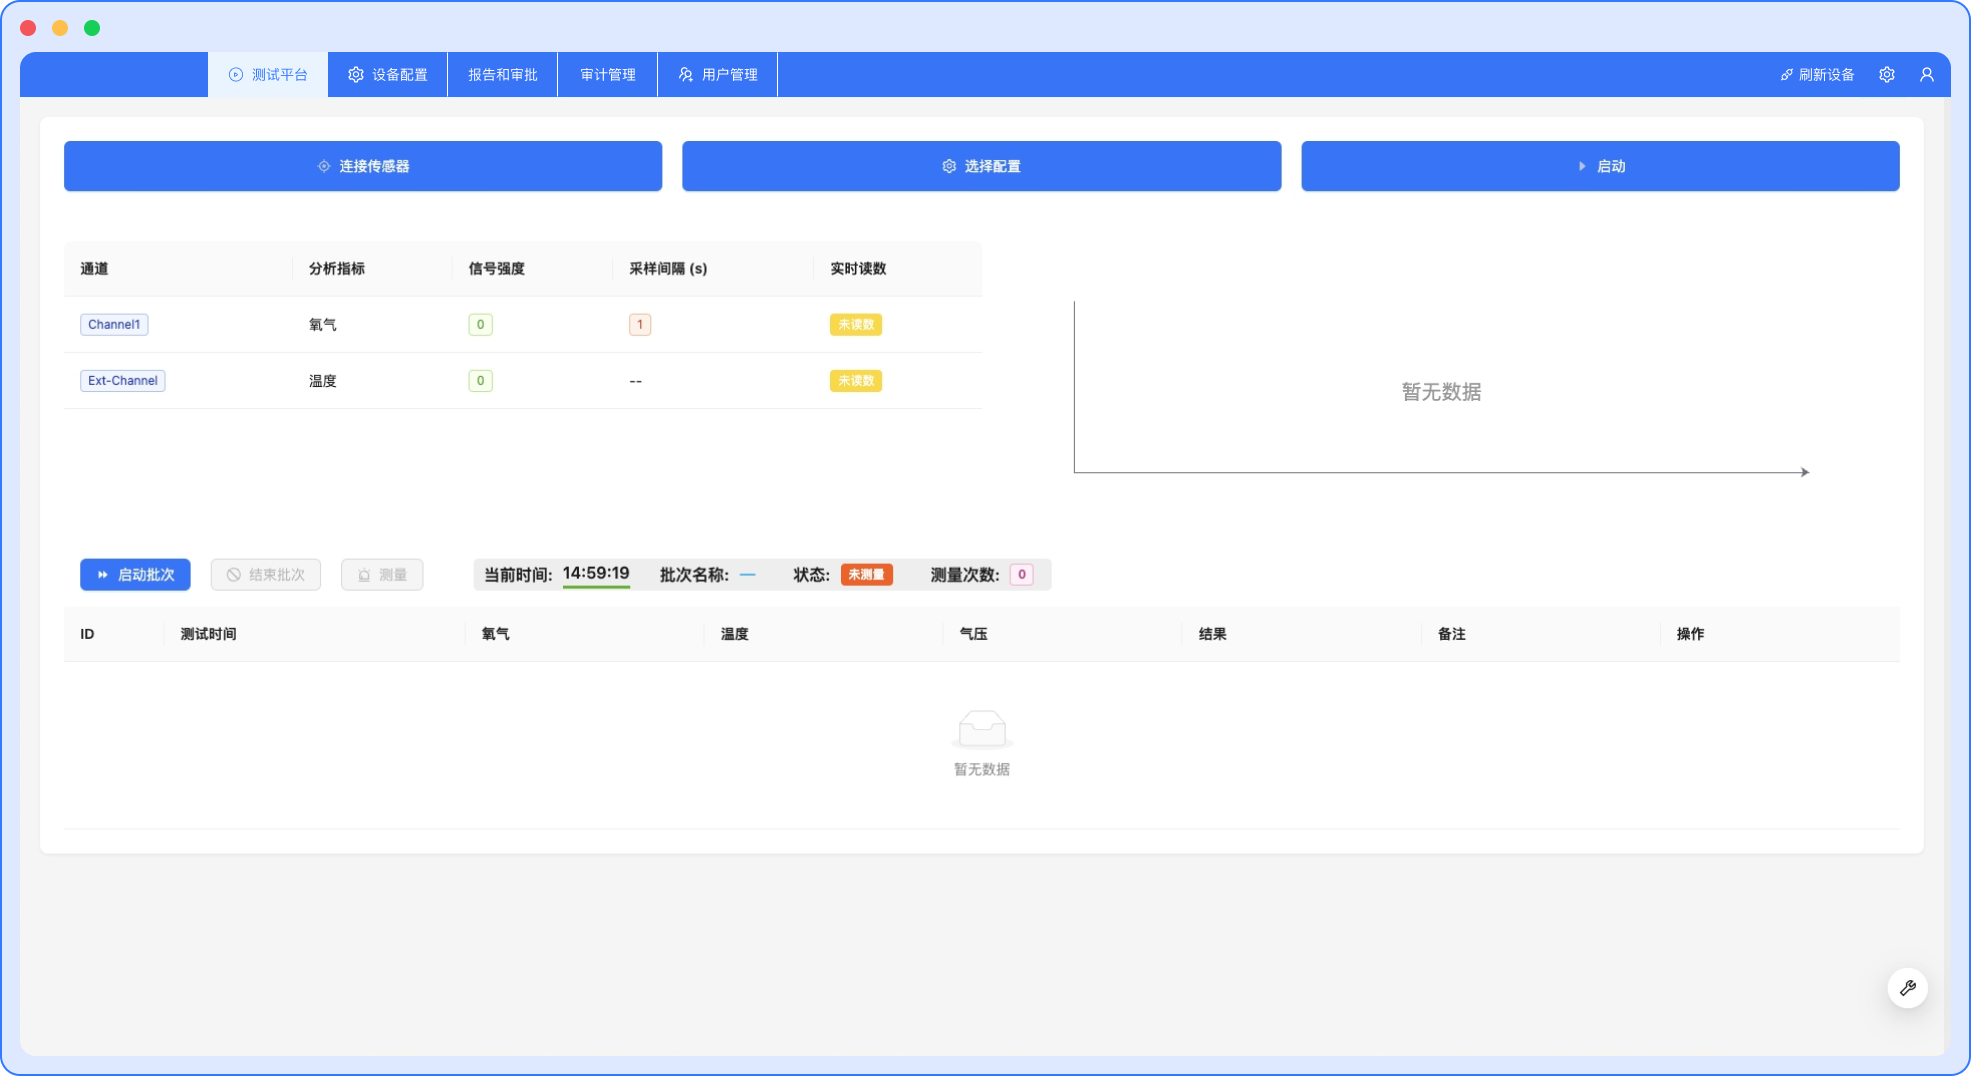 测试平台 设备配置 报告和审批 审计管理 用户管理 刷新设备
连接传感器 选择配置 启动
通道 分析指标 信号强度 采样间隔 (s) 实时读数
Channel1 氧气 0 1 未读数
Ext-Channel 温度 0 -- 未读数
暂无数据
启动批次 结束批次 测量 当前时间: 14:59:19 批次名称: — 状态: 未测量 测量次数: 0
ID 测试时间 氧气 温度 气压 结果 备注 操作
暂无数据